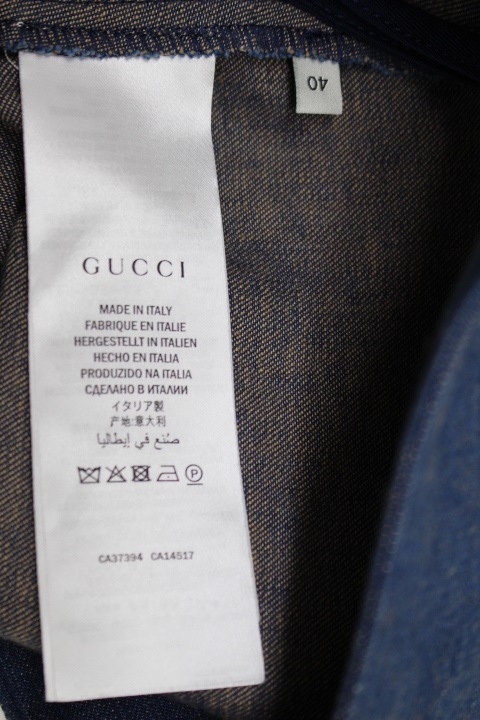 40
GUCCI
MADE IN ITALY
FABRIQUE EN ITALIE
HERGESTELLT IN ITALIEN
HECHO EN ITALIA
PRODUZIDO NA ITALIA
СДЕЛАНО В ИТАЛИИ
イタリア製
产地:意大利
صنع في إيطاليا
P
CA37394 CA14517